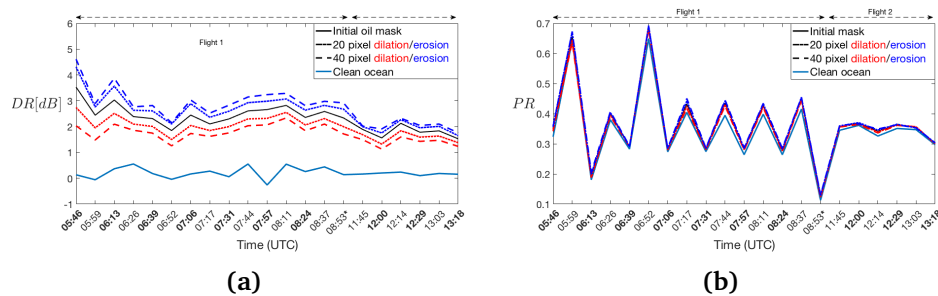 Flight 1
6
5
4
3
2
1
0
-1
DR[dB]
Initial oil mask
20 pixel dilation/erosion
40 pixel dilation/erosion
Clean ocean
05:46 05:59 06:13 06:26 06:39 06:52 07:06 07:17 07:31 07:44 07:57 08:11 08:24 08:37 08:53* 11:45 12:00 12:14 12:29 13:03 13:18
Time (UTC)
(a)
Flight 1 Flight 2
0.7
0.6
0.5
0.4
0.3
0.2
0.1
PR
Initial oil mask
20 pixel dilation/erosion
40 pixel dilation/erosion
Clean ocean
05:46 05:59 06:13 06:26 06:39 06:52 07:06 07:17 07:31 07:44 07:57 08:11 08:24 08:37 08:53* 11:45 12:00 12:14 12:29 13:03 13:18
Time (UTC)
(b)